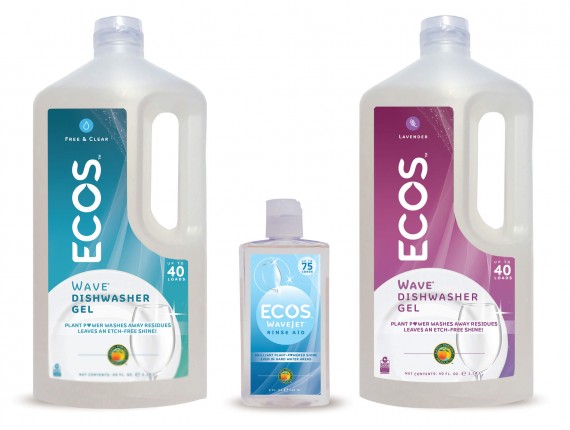 FREE & CLEAR
ECOS
UP TO
40
LOADS
WAVE
DISHWASHER
GEL
PLANT POWER WASHES AWAY RESIDUES
LEAVES AN ETCH-FREE SHINE!
75
LOADS
ECOS
WAVEJET
RINSE AID
LAVENDER
ECOS
UP TO
40
LOADS
WAVE
DISHWASHER
GEL
PLANT POWER WASHES AWAY RESIDUES
LEAVES AN ETCH-FREE SHINE!